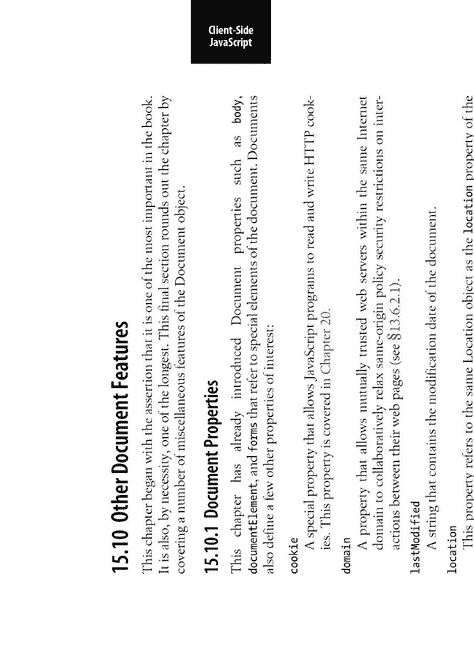 Client-Side
JavaScript
15.10 Other Document Features
This chapter began with the assertion that it is one of the most important in the book.
It is also, by necessity, one of the longest. This final section rounds out the chapter by
covering a number of miscellaneous features of the Document object.
15.10.1 Document Properties
This chapter has already introduced Document properties such as body,
documentElement, and forms that refer to special elements of the document. Documents
also define a few other properties of interest:
cookie
A special property that allows JavaScript programs to read and write HTTP cook-
ies. This property is covered in Chapter 20.
domain
A property that allows mutually trusted web servers within the same Internet
domain to collaboratively relax same-origin policy security restrictions on inter-
actions between their web pages (see §13.6.2.1).
lastModified
A string that contains the modification date of the document.
location
This property refers to the same Location object as the location property of the